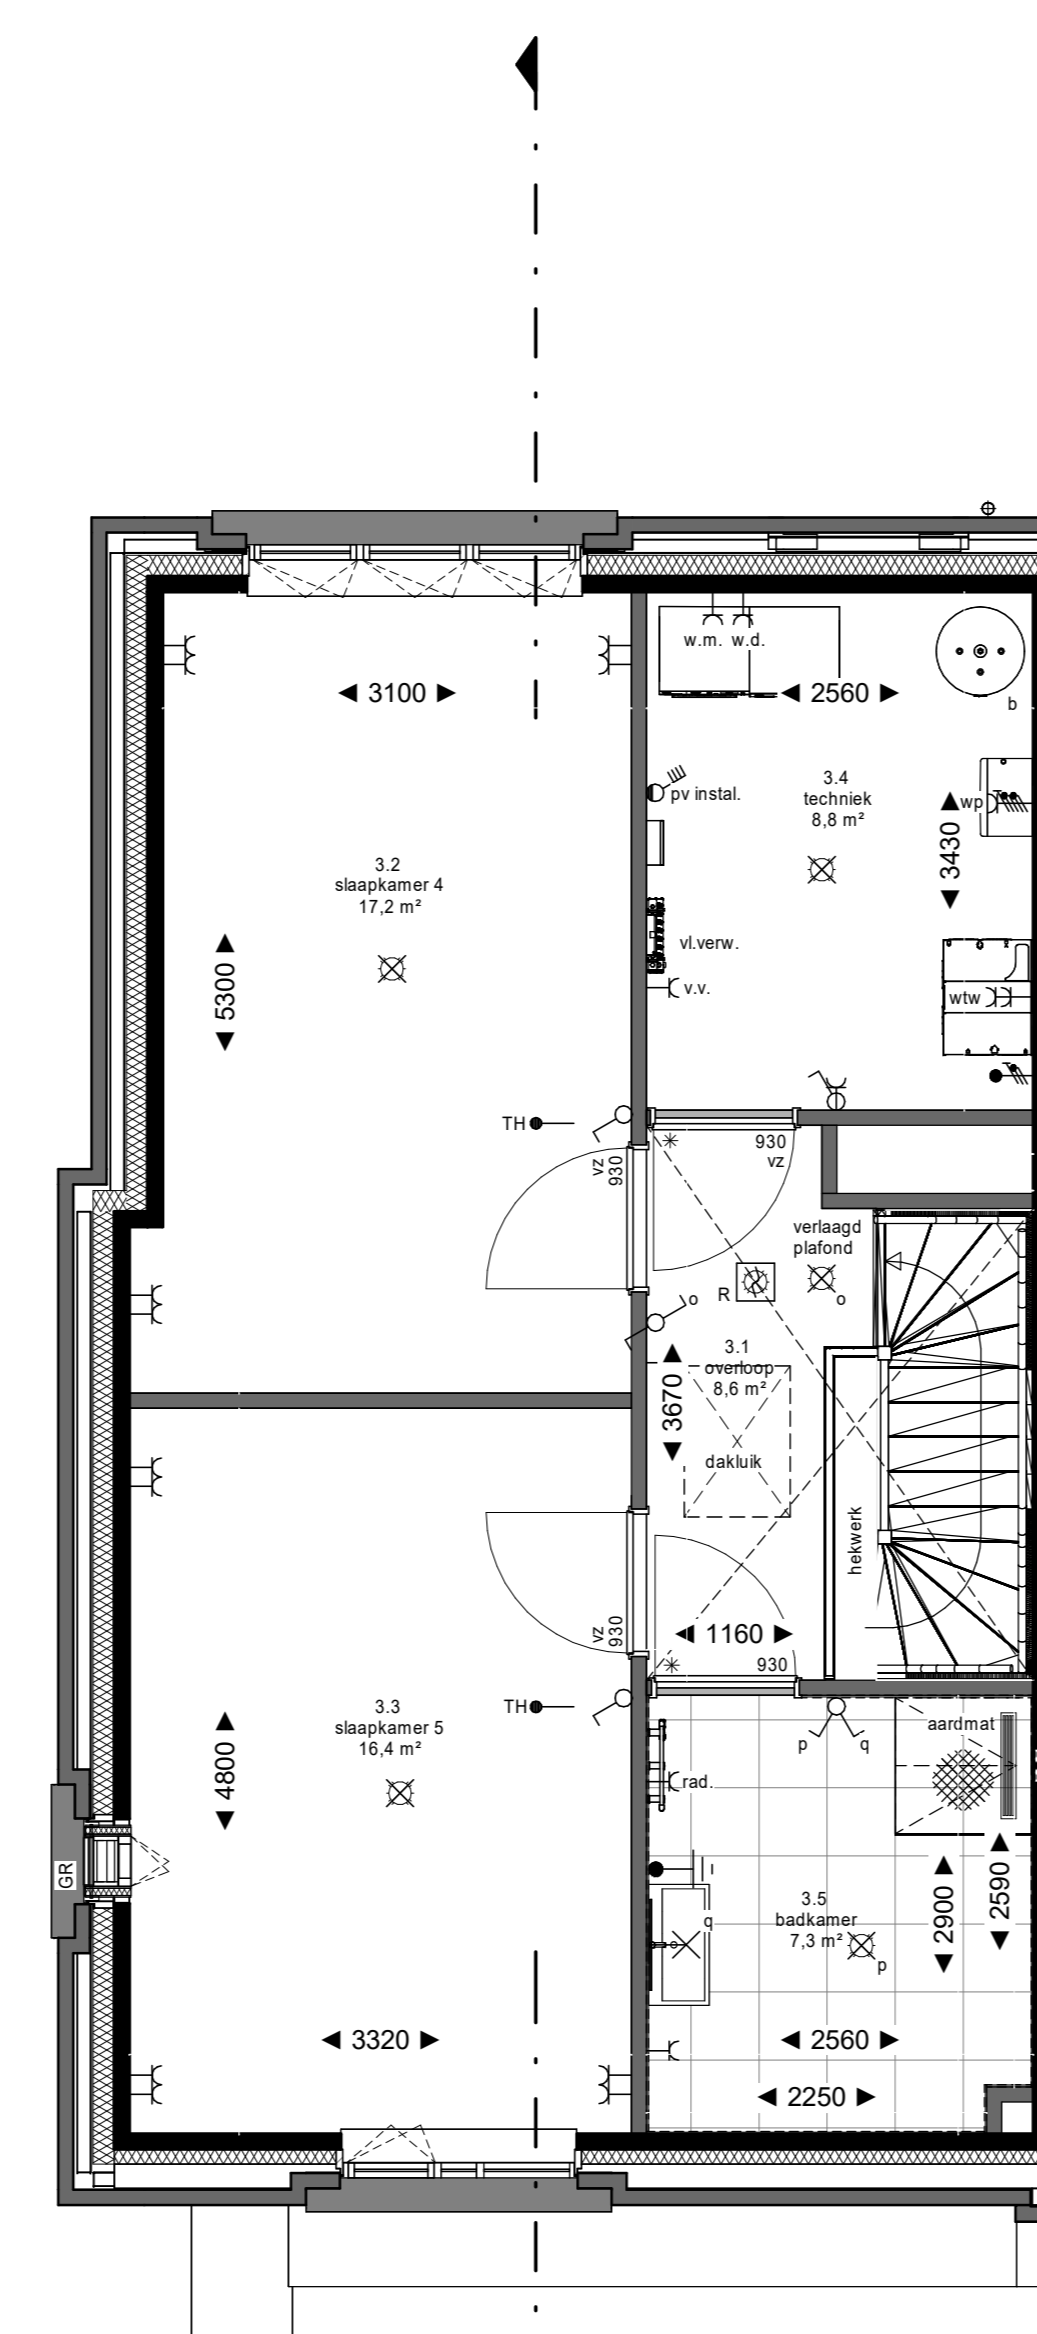 w.m. w.d.
3100
2560
b
3.4
techniek
8,8 m²
pv instal.
wp
3430
3.2
slaapkamer 4
17,2 m²
vl.verw.
v.v.
wtw
5300
TH
vz
930
930
vz
verlaagd
plafond
R
o
o
3.1
overloop
8,6 m²
3670
dakluik
hekwerk
vz
930
1160
930
TH
3.3
slaapkamer 5
16,4 m²
4800
p
q
aardmat
rad.
GR
2900
2590
3.5
badkamer
7,3 m²
q
p
3320
2560
2250